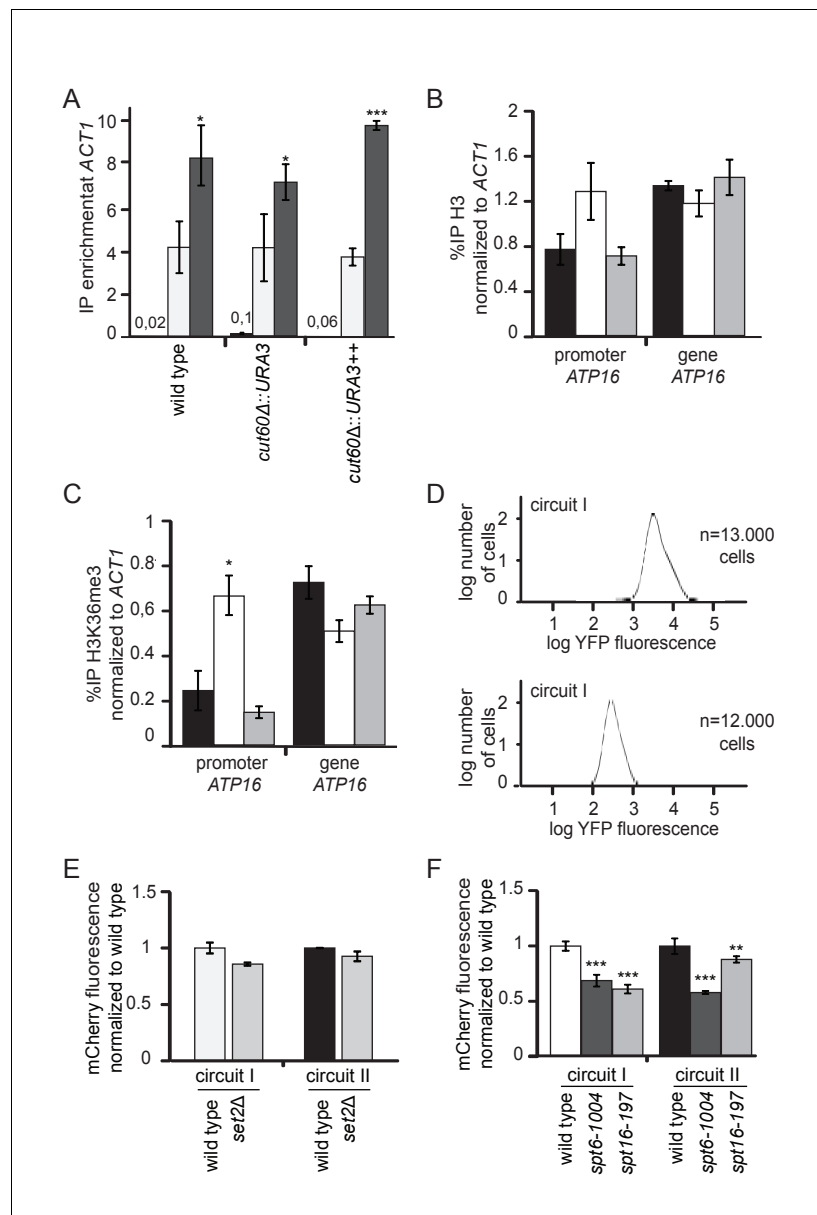 A
IP enrichmentat ACT1
10
8
6
4
2
0
0,02
0,1
0,06
*
*
***
wild type
cut60Δ::URA3
cut60Δ::URA3++
B
%IP H3
normalized to ACT1
2
1.6
1.2
0.8
0.4
0
promoter
ATP16
gene
ATP16
C
%IP H3K36me3
normalized to ACT1
1
0.8
0.6
0.4
0.2
0
*
promoter
ATP16
gene
ATP16
D
circuit I
log number
of cells
2
1
0
n=13.000
cells
1 2 3 4 5
log YFP fluorescence
circuit I
log number
of cells
2
1
0
n=12.000
cells
1 2 3 4 5
log YFP fluorescence
E
mCherry fluorescence
normalized to wild type
1.5
1
0.5
0
circuit I
circuit II
wild type
set2Δ
wild type
set2Δ
F
mCherry fluorescence
normalized to wild type
1.5
1
0.5
0
***
***
***
**
circuit I
circuit II
wild type
spt6-1004
spt16-197
wild type
spt6-1004
spt16-197